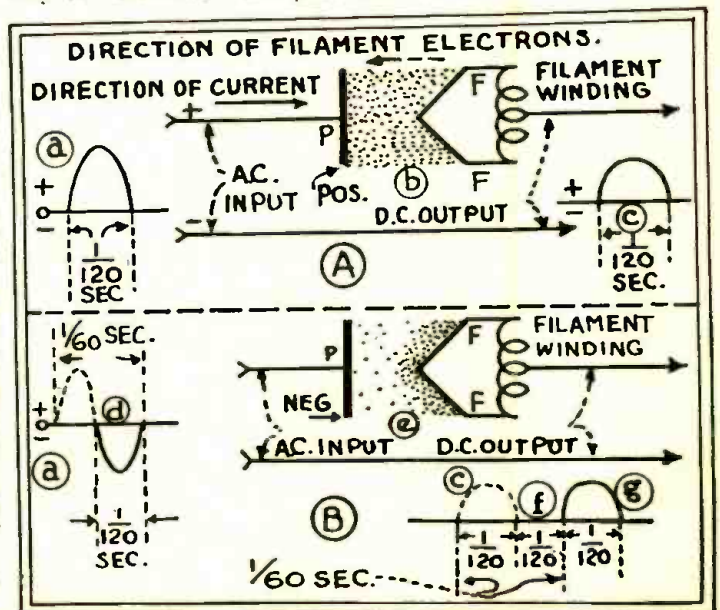 DIRECTION OF FILAMENT ELECTRONS.
DIRECTION OF CURRENT
FILAMENT
WINDING
+
P
F
F
a
+
-
A.C.
INPUT
POS.
b
D.C. OUTPUT
-
+
-
c
1/120
SEC
1/120
SEC.
A
1/60 SEC.
P
F
F
FILAMENT
WINDING
+
-
d
NEG
e
a
A.C. INPUT
D.C. OUTPUT
1/120
SEC.
B
c
f
g
1/120
1/120
1/120
1/60 SEC.